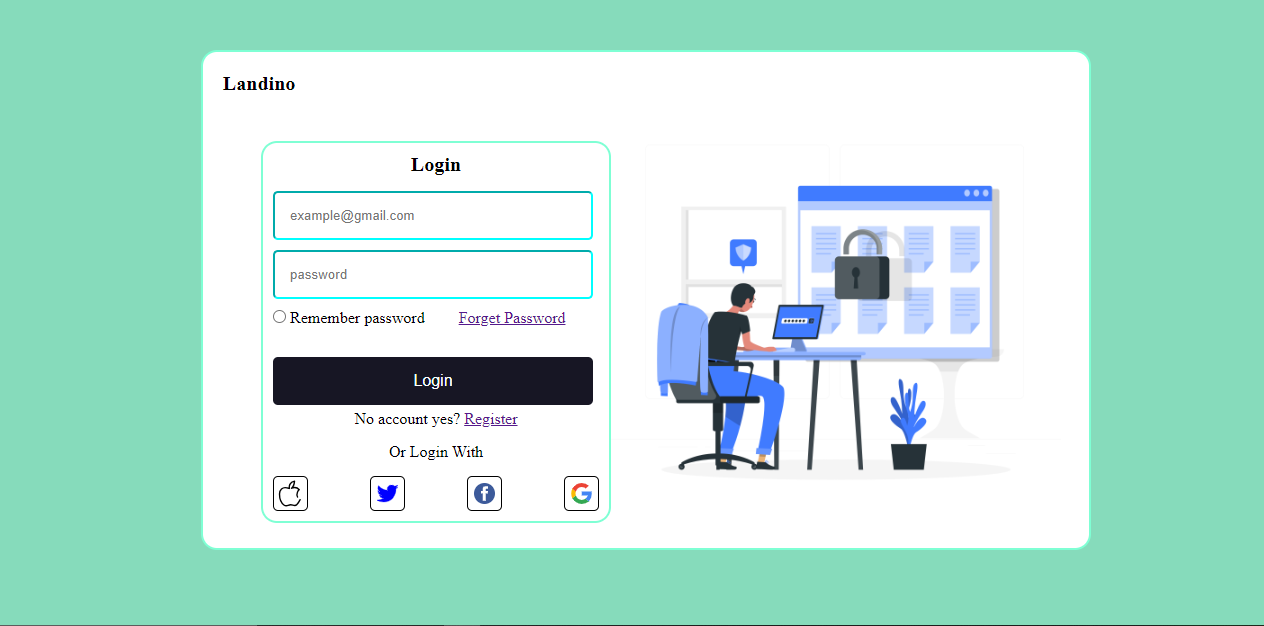 Landino
Login
example@gmail.com
password
Remember password Forget Password
Login
No account yes? Register
Or Login With